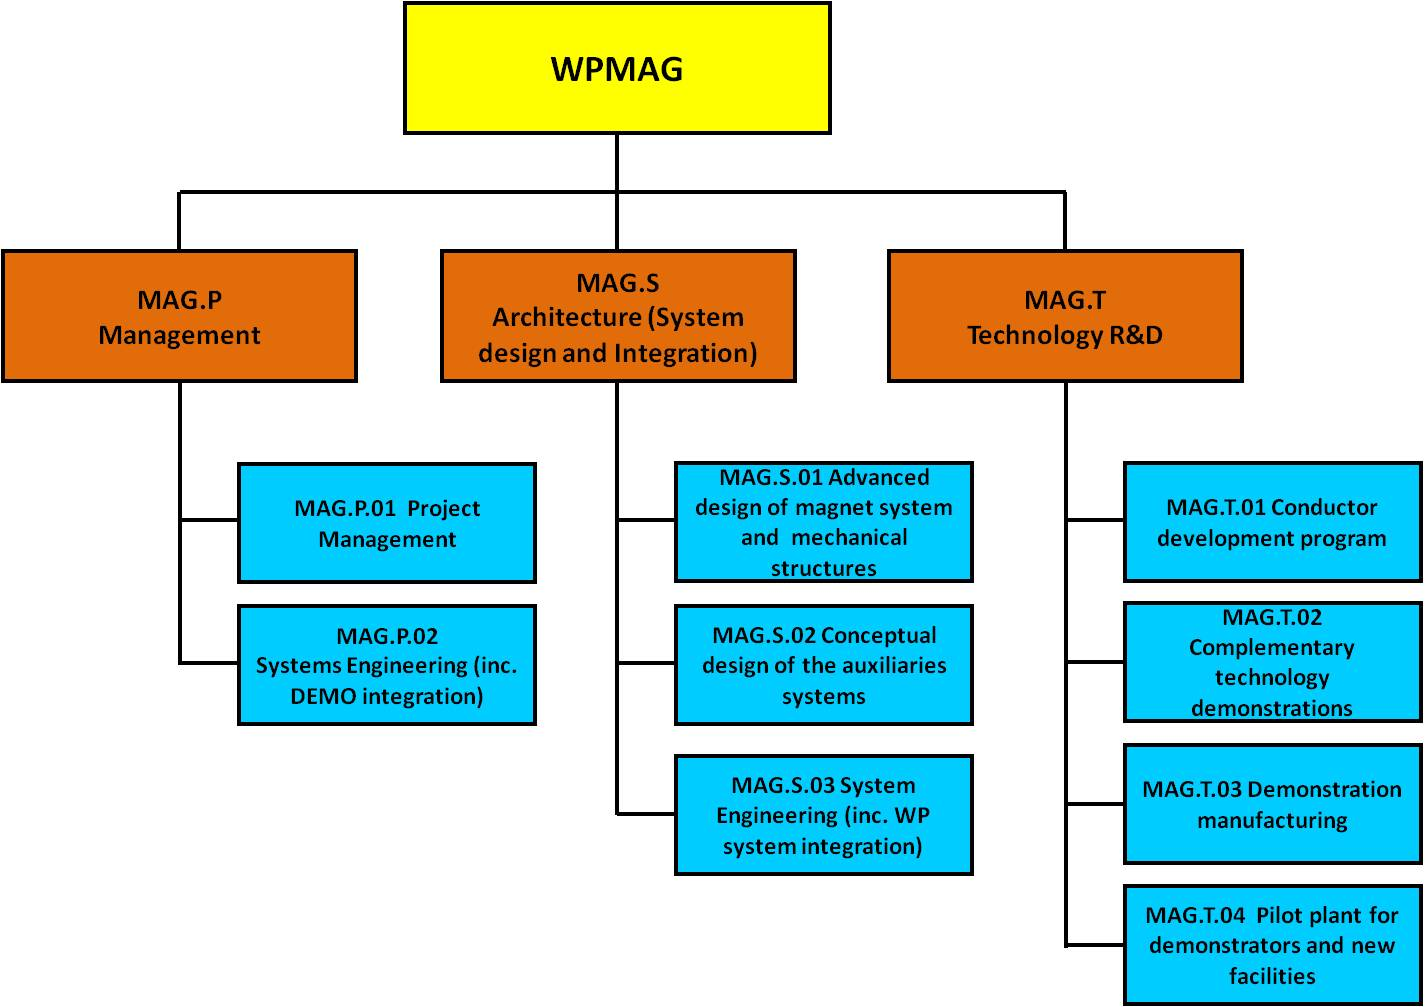 WPMAG
MAG.P
Management
MAG.S
Architecture (System
design and Integration)
MAG.T
Technology R&D
MAG.P.01 Project
Management
MAG.P.02
Systems Engineering (inc.
DEMO integration)
MAG.S.01 Advanced
design of magnet system
and mechanical
structures
MAG.S.02 Conceptual
design of the auxiliaries
systems
MAG.S.03 System
Engineering (inc. WP
system integration)
MAG.T.01 Conductor
development program
MAG.T.02
Complementary
technology
demonstrations
MAG.T.03 Demonstration
manufacturing
MAG.T.04 Pilot plant for
demonstrators and new
facilities